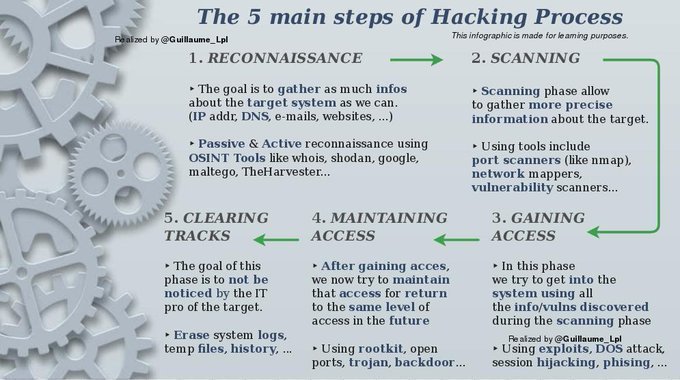 The 5 main steps of Hacking Process
Realized by @Guillaume_Lpl
This infographic is made for learning purposes.
1. RECONNAISSANCE
‣ The goal is to gather as much infos
about the target system as we can.
(IP addr, DNS, e-mails, websites, ...)
‣ Passive & Active reconnaissance using
OSINT Tools like whois, shodan, google,
maltego, TheHarvester...
2. SCANNING
‣ Scanning phase allow
to gather more precise
information about the target.
‣ Using tools include
port scanners (like nmap),
network mappers,
vulnerability scanners...
3. GAINING
ACCESS
‣ In this phase
we try to get into the
system using all
the info/vulns discovered
during the scanning phase
Realized by @Guillaume_Lpl
‣ Using exploits, DOS attack,
session hijacking, phising, ...
4. MAINTAINING
ACCESS
‣ After gaining acces,
we now try to maintain
that access for return
to the same level of
access in the future
‣ Using rootkit, open
ports, trojan, backdoor...
5. CLEARING
TRACKS
‣ The goal of this
phase is to not be
noticed by the IT
pro of the target.
‣ Erase system logs,
temp files, history, ...